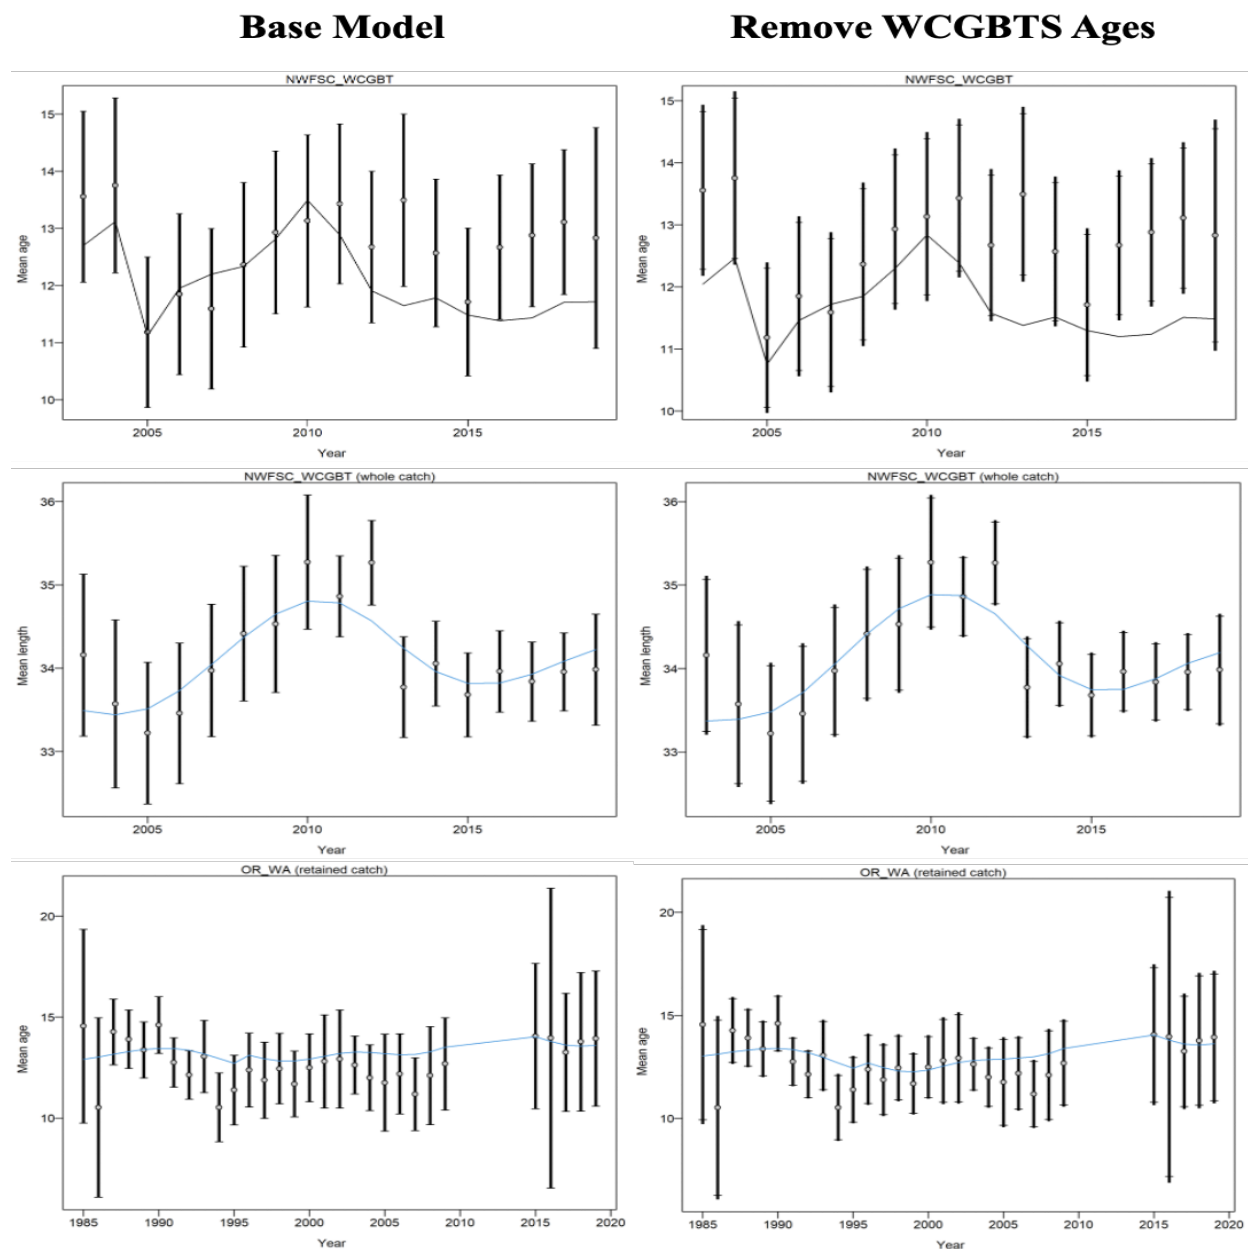 Base Model
Remove WCGBTS Ages
NWFSC_WCGBT
15
14
13
12
11
10
Mean age
2005 2010 2015
Year
NWFSC_WCGBT
15
14
13
12
11
10
Mean age
2005 2010 2015
Year
NWFSC_WCGBT (whole catch)
36
35
34
33
Mean length
2005 2010 2015
Year
NWFSC_WCGBT (whole catch)
36
35
34
33
Mean length
2005 2010 2015
Year
OR_WA (retained catch)
20
15
10
Mean age
1985 1990 1995 2000 2005 2010 2015 2020
Year
OR_WA (retained catch)
20
15
10
Mean age
1985 1990 1995 2000 2005 2010 2015 2020
Year